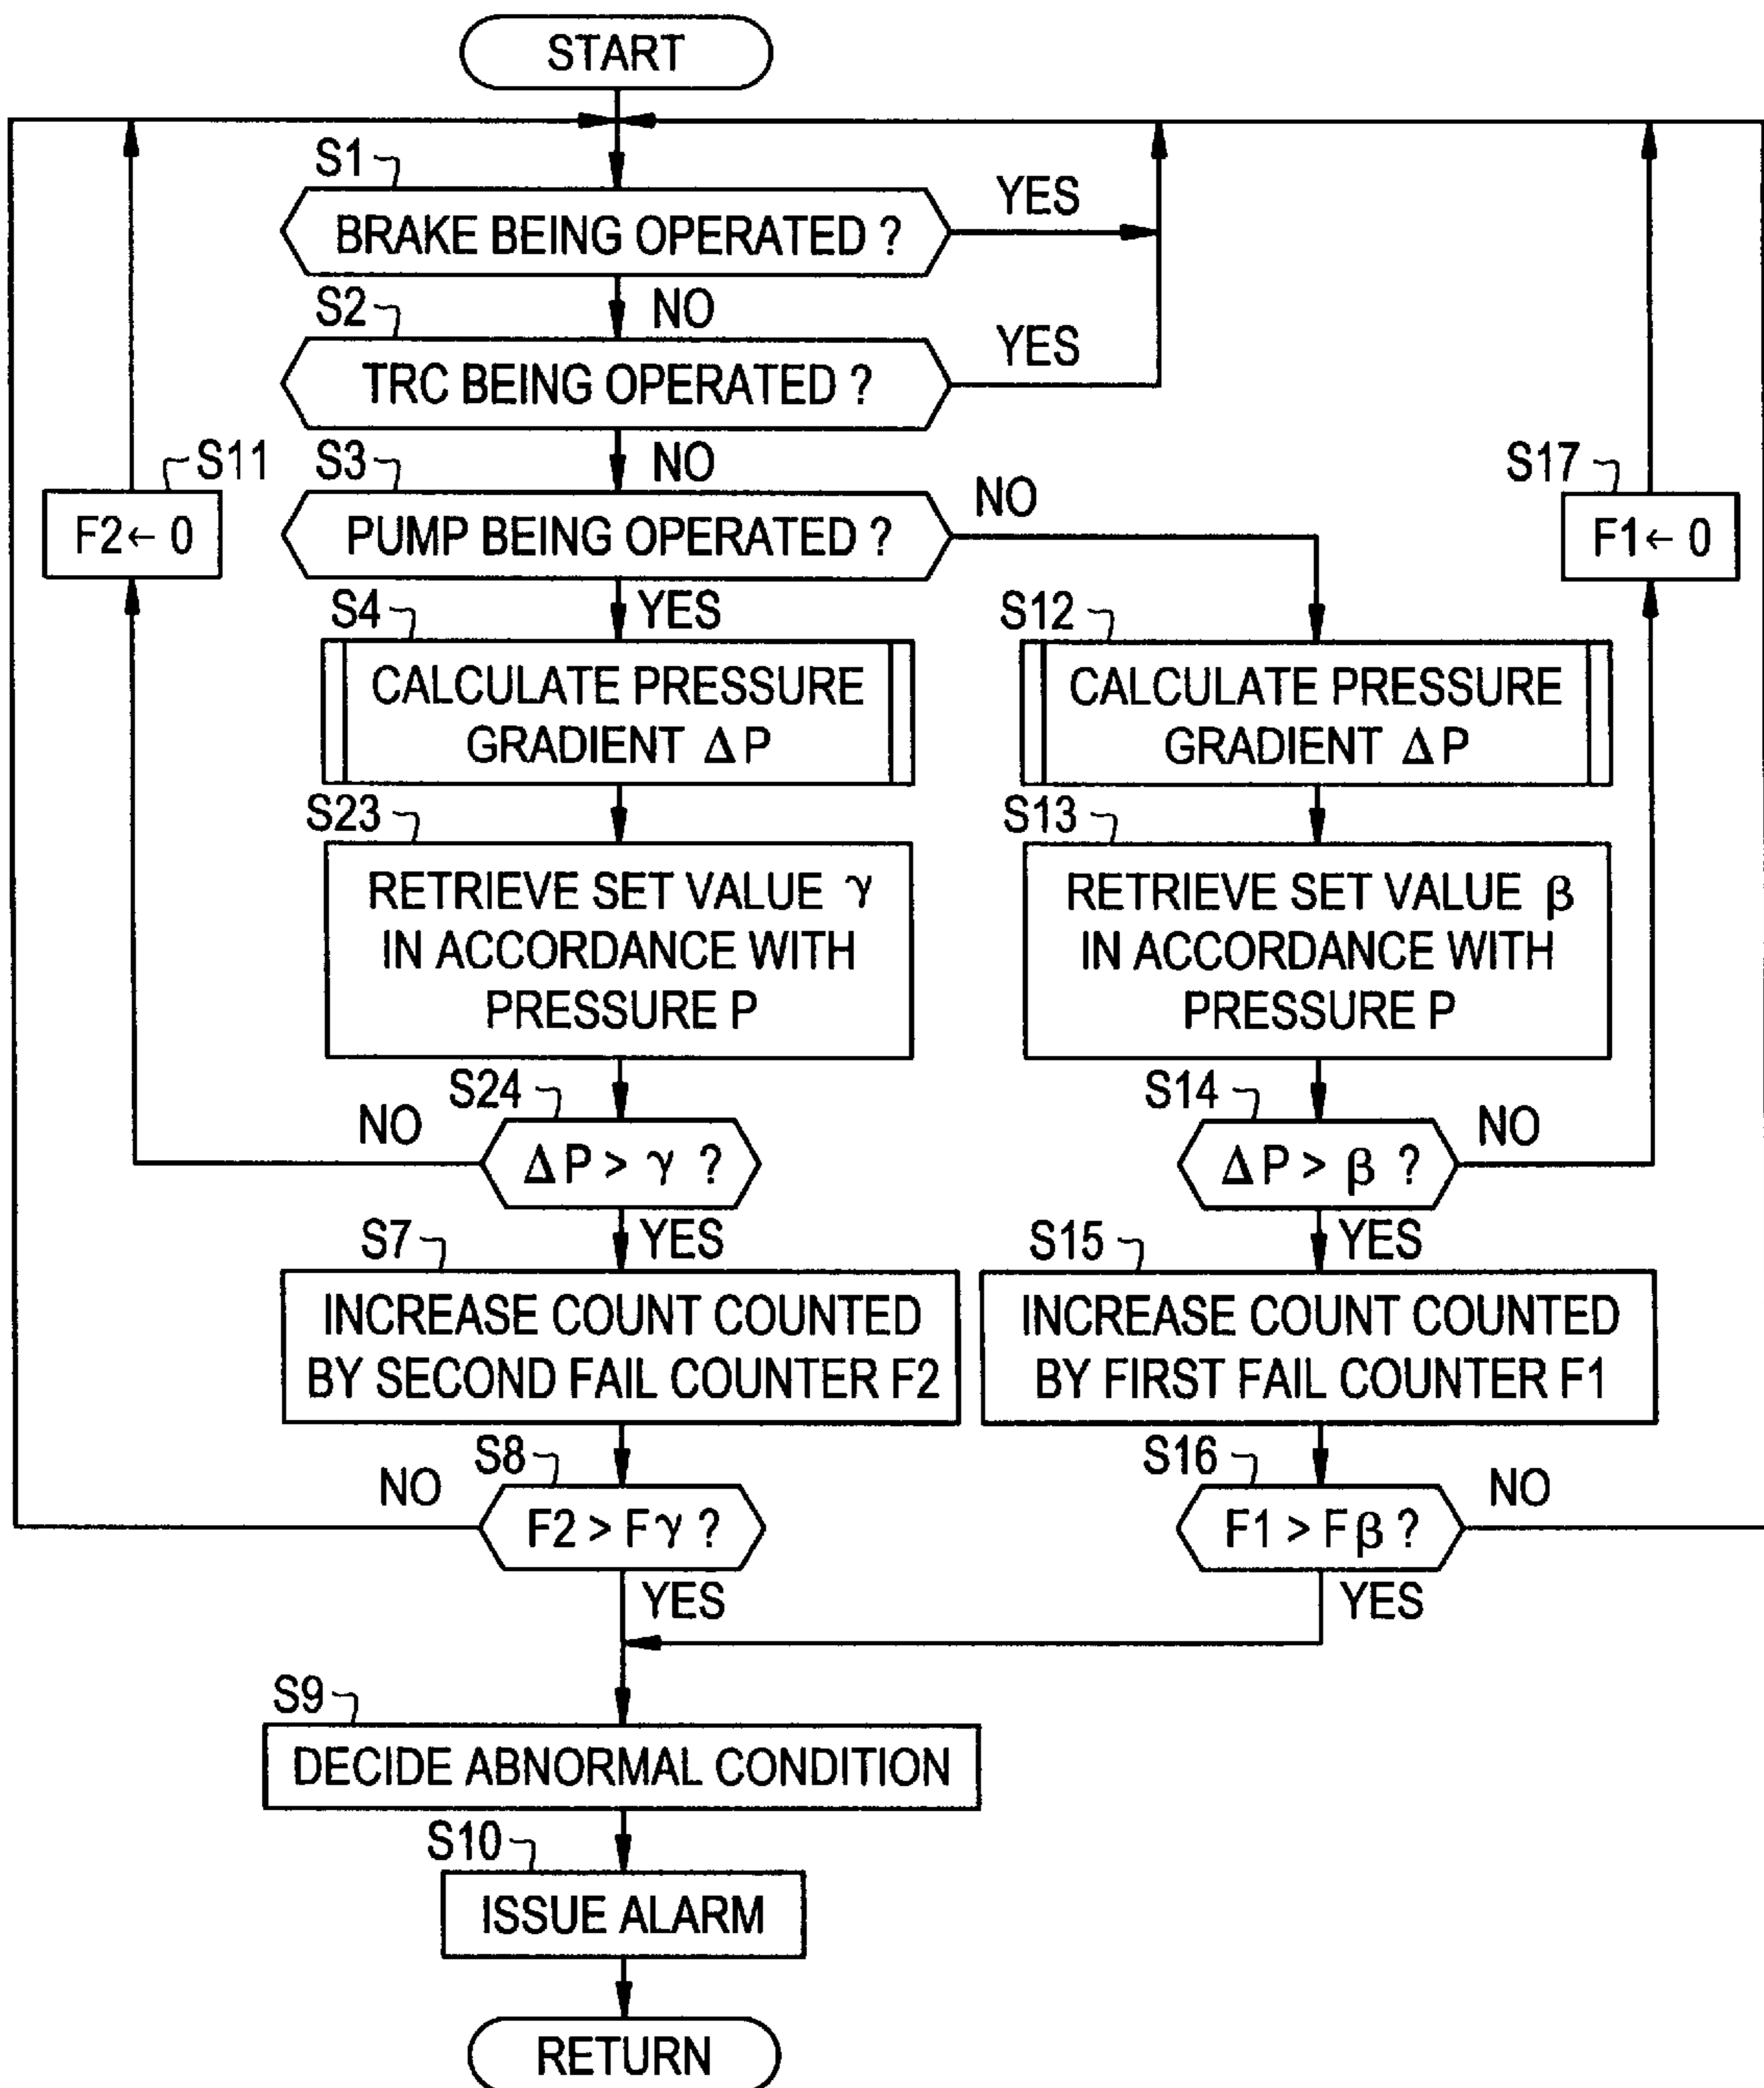 START
S1
BRAKE BEING OPERATED ?
YES
NO
S2
TRC BEING OPERATED ?
YES
NO
S11
F2← 0
S3
PUMP BEING OPERATED ?
NO
S17
F1← 0
YES
S4
CALCULATE PRESSURE
GRADIENT Δ P
S12
CALCULATE PRESSURE
GRADIENT Δ P
S23
RETRIEVE SET VALUE γ
IN ACCORDANCE WITH
PRESSURE P
S13
RETRIEVE SET VALUE β
IN ACCORDANCE WITH
PRESSURE P
S24
NO
Δ P > γ ?
YES
S14
Δ P > β ?
NO
YES
S7
INCREASE COUNT COUNTED
BY SECOND FAIL COUNTER F2
S15
INCREASE COUNT COUNTED
BY FIRST FAIL COUNTER F1
S8
NO
F2 > Fγ ?
YES
S16
F1 > Fβ ?
NO
YES
S9
DECIDE ABNORMAL CONDITION
S10
ISSUE ALARM
RETURN